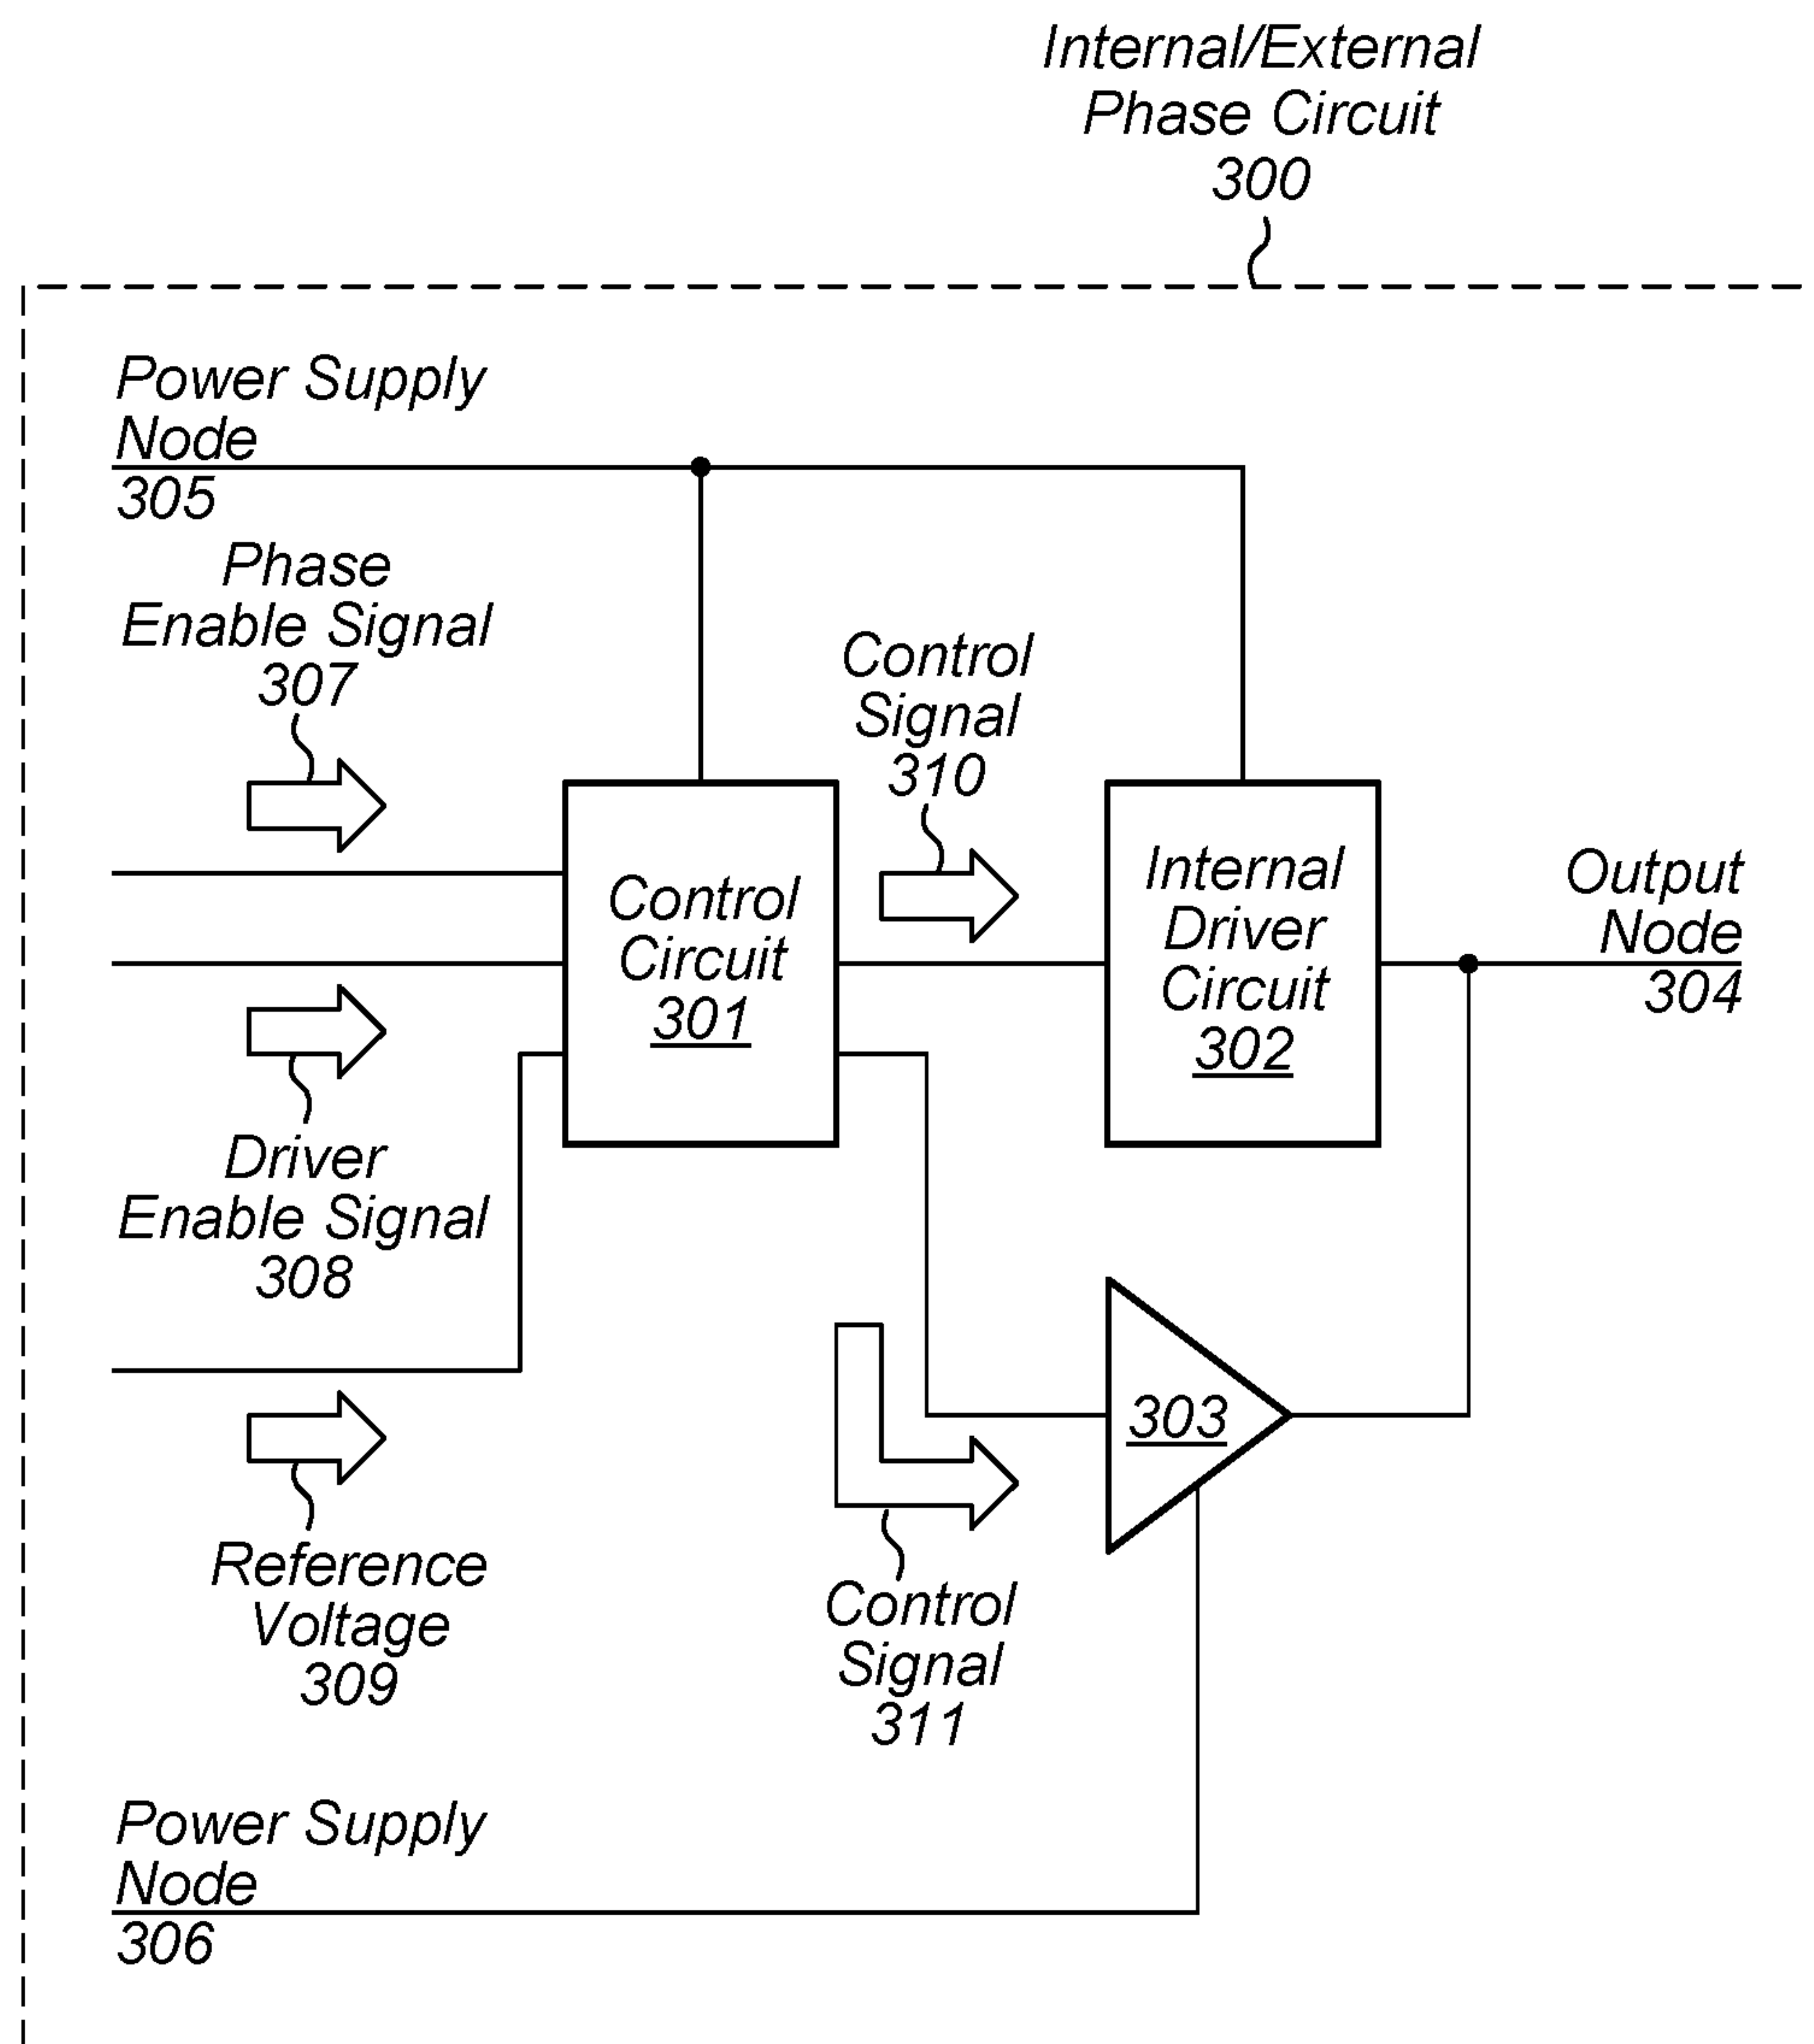 Internal/External
Phase Circuit
300
Power Supply
Node
305
Phase
Enable Signal
307
Control
Signal
310
Control
Circuit
301
Internal
Driver
Circuit
302
Output
Node
304
Driver
Enable Signal
308
303
Reference
Voltage
309
Control
Signal
311
Power Supply
Node
306